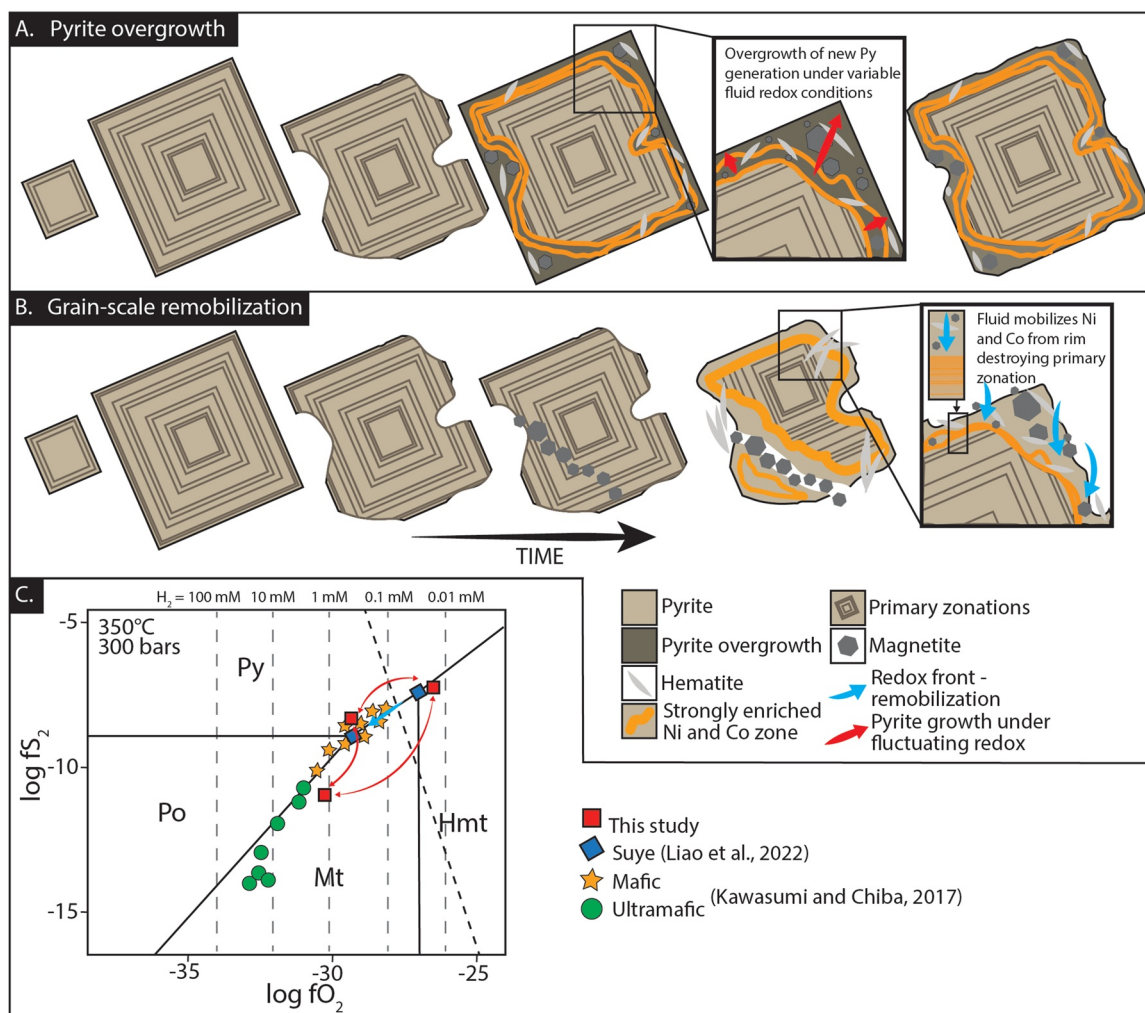 A. Pyrite overgrowth
Overgrowth of new Py
generation under variable
fluid redox conditions
B. Grain-scale remobilization
Fluid mobilizes Ni
and Co from rim
destroying primary
zonation
TIME
C.
H₂ = 100 mM 10 mM 1 mM 0.1 mM 0.01 mM
350°C
300 bars
Py
Po
Mt
Hmt
-5
-10
-15
log fS₂
-35 -30 -25
log fO₂
Pyrite
Primary zonations
Pyrite overgrowth
Magnetite
Hematite
Redox front -
remobilization
Strongly enriched
Ni and Co zone
Pyrite growth under
fluctuating redox
This study
Suye (Liao et al., 2022)
Mafic
Ultramafic
(Kawasumi and Chiba, 2017)